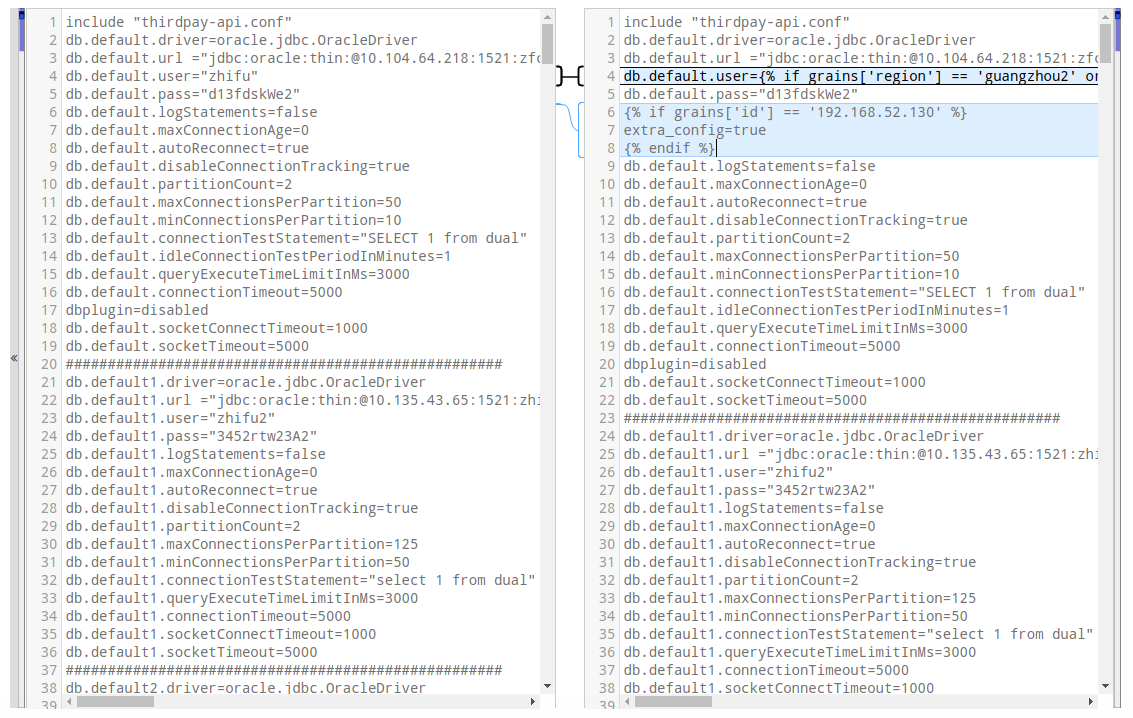 1 include "thirdpay-api.conf"
2 db.default.driver=oracle.jdbc.OracleDriver
3 db.default.url ="jdbc:oracle:thin:@10.104.64.218:1521:zf
4 db.default.user="zhifu"
5 db.default.pass="d13fdskWe2"
6 db.default.logStatements=false
7 db.default.maxConnectionAge=0
8 db.default.autoReconnect=true
9 db.default.disableConnectionTracking=true
10 db.default.partitionCount=2
11 db.default.maxConnectionsPerPartition=50
12 db.default.minConnectionsPerPartition=10
13 db.default.connectionTestStatement="SELECT 1 from dual"
14 db.default.idleConnectionTestPeriodInMinutes=1
15 db.default.queryExecuteTimeLimitInMs=3000
16 db.default.connectionTimeout=5000
17 dbplugin=disabled
18 db.default.socketConnectTimeout=1000
19 db.default.socketTimeout=5000
20 ####################################################
21 db.default1.driver=oracle.jdbc.OracleDriver
22 db.default1.url ="jdbc:oracle:thin:@10.135.43.65:1521:zhi
23 db.default1.user="zhifu2"
24 db.default1.pass="3452rtw23A2"
25 db.default1.logStatements=false
26 db.default1.maxConnectionAge=0
27 db.default1.autoReconnect=true
28 db.default1.disableConnectionTracking=true
29 db.default1.partitionCount=2
30 db.default1.maxConnectionsPerPartition=125
31 db.default1.minConnectionsPerPartition=50
32 db.default1.connectionTestStatement="select 1 from dual"
33 db.default1.queryExecuteTimeLimitInMs=3000
34 db.default1.connectionTimeout=5000
35 db.default1.socketConnectTimeout=1000
36 db.default1.socketTimeout=5000
37 ####################################################
38 db.default2.driver=oracle.jdbc.OracleDriver
39
1 include "thirdpay-api.conf"
2 db.default.driver=oracle.jdbc.OracleDriver
3 db.default.url ="jdbc:oracle:thin:@10.104.64.218:1521:zf
4 db.default.user={% if grains['region'] == 'guangzhou2' or
5 db.default.pass="d13fdskWe2"
6 {% if grains['id'] == '192.168.52.130' %}
7 extra_config=true
8 {% endif %}
9 db.default.logStatements=false
10 db.default.maxConnectionAge=0
11 db.default.autoReconnect=true
12 db.default.disableConnectionTracking=true
13 db.default.partitionCount=2
14 db.default.maxConnectionsPerPartition=50
15 db.default.minConnectionsPerPartition=10
16 db.default.connectionTestStatement="SELECT 1 from dual"
17 db.default.idleConnectionTestPeriodInMinutes=1
18 db.default.queryExecuteTimeLimitInMs=3000
19 db.default.connectionTimeout=5000
20 dbplugin=disabled
21 db.default.socketConnectTimeout=1000
22 db.default.socketTimeout=5000
23 ####################################################
24 db.default1.driver=oracle.jdbc.OracleDriver
25 db.default1.url ="jdbc:oracle:thin:@10.135.43.65:1521:zhi
26 db.default1.user="zhifu2"
27 db.default1.pass="3452rtw23A2"
28 db.default1.logStatements=false
29 db.default1.maxConnectionAge=0
30 db.default1.autoReconnect=true
31 db.default1.disableConnectionTracking=true
32 db.default1.partitionCount=2
33 db.default1.maxConnectionsPerPartition=125
34 db.default1.minConnectionsPerPartition=50
35 db.default1.connectionTestStatement="select 1 from dual"
36 db.default1.queryExecuteTimeLimitInMs=3000
37 db.default1.connectionTimeout=5000
38 db.default1.socketConnectTimeout=1000
39